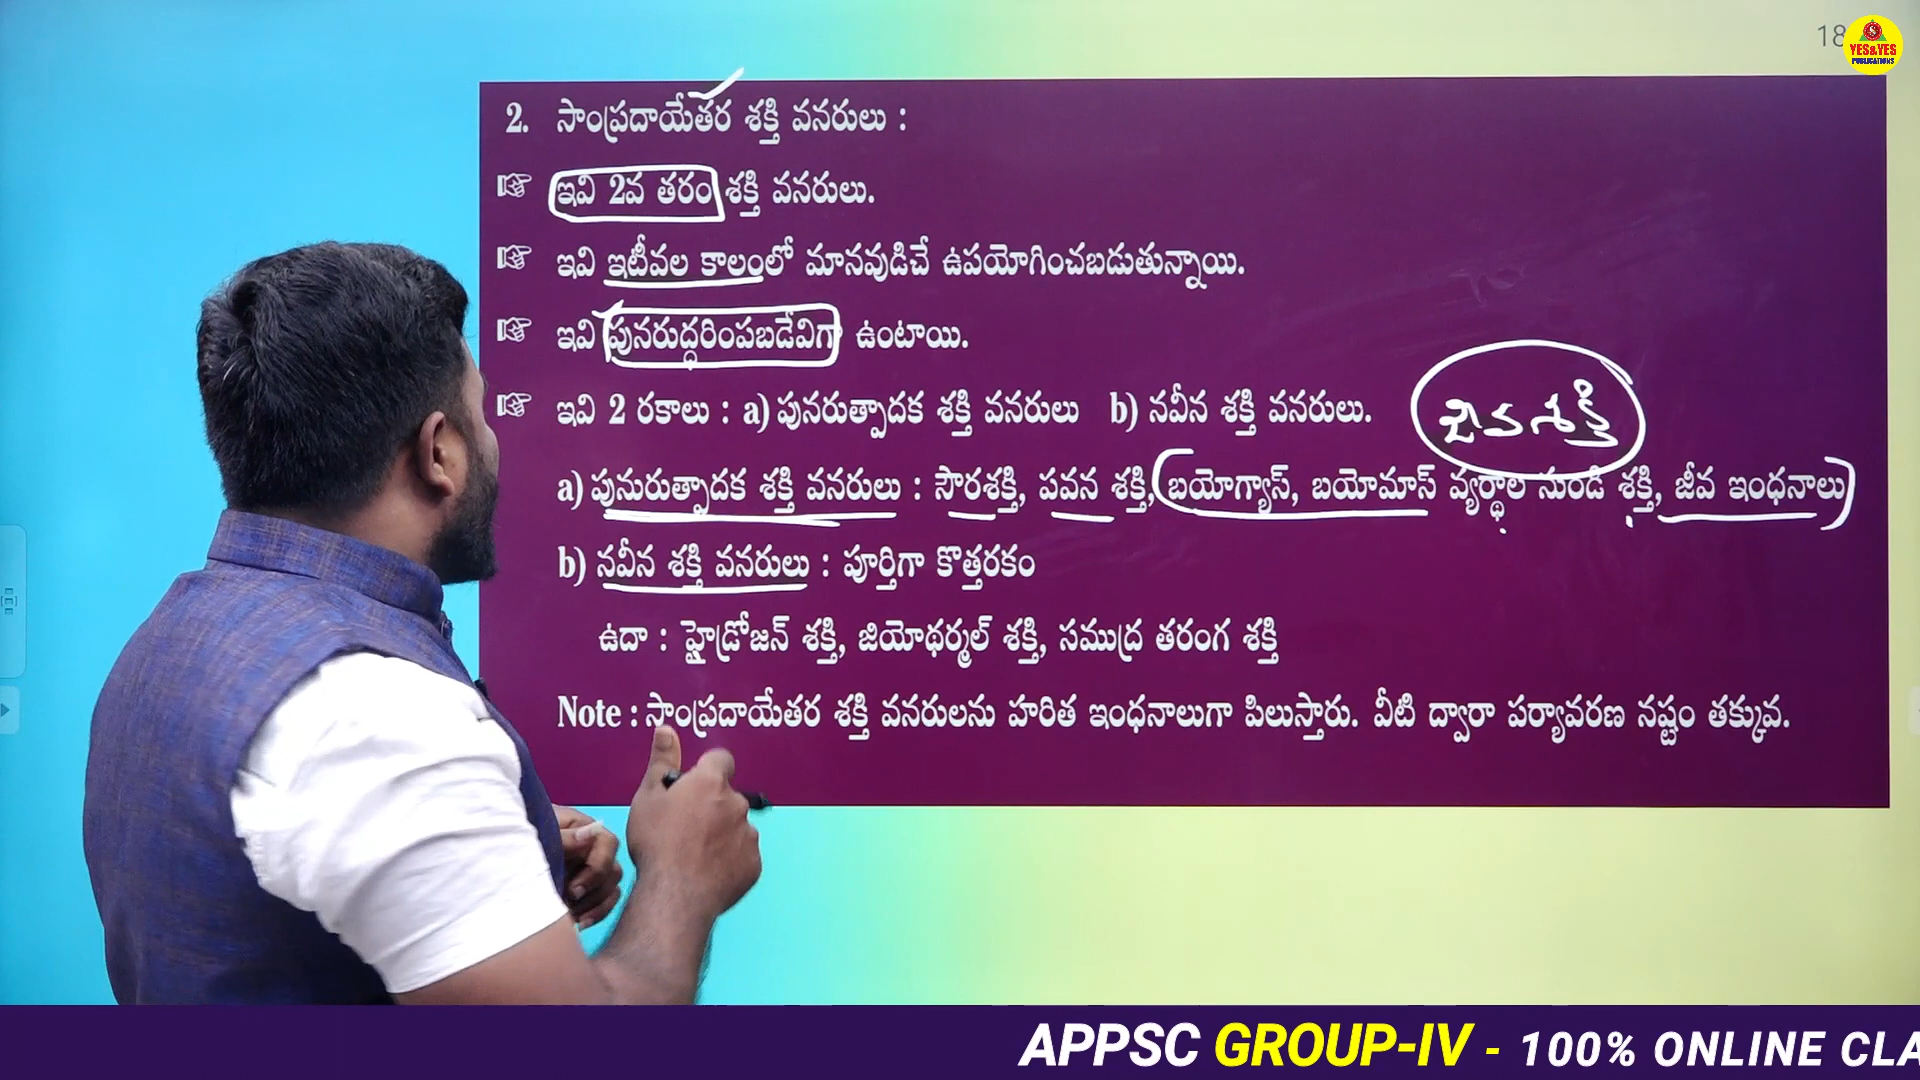 18
YES&YES
PUBLICATIONS
2. సాంప్రదాయేతర శక్తి వనరులు :
ఇవి 2వ తరం శక్తి వనరులు.
ఇవి ఇటీవల కాలంలో మానవుడిచే ఉపయోగించబడుతున్నాయి.
ఇవి పునరుద్ధరింపబడేవిగా ఉంటాయి.
ఇవి 2 రకాలు : a) పునరుత్పాదక శక్తి వనరులు b) నవీన శక్తి వనరులు.
జీవశక్తి
a) పునురుత్పాదక శక్తి వనరులు : సౌరశక్తి, పవన శక్తి, బయోగ్యాస్, బయోమాస్ వ్యర్థాల నుండి శక్తి, జీవ ఇంధనాలు
b) నవీన శక్తి వనరులు : పూర్తిగా కొత్తరకం
ఉదా : హైడ్రోజన్ శక్తి, జియోథర్మల్ శక్తి, సముద్ర తరంగ శక్తి
Note : సాంప్రదాయేతర శక్తి వనరులను హరిత ఇంధనాలుగా పిలుస్తారు. వీటి ద్వారా పర్యావరణ నష్టం తక్కువ.
APPSC GROUP-IV - 100% ONLINE CLA